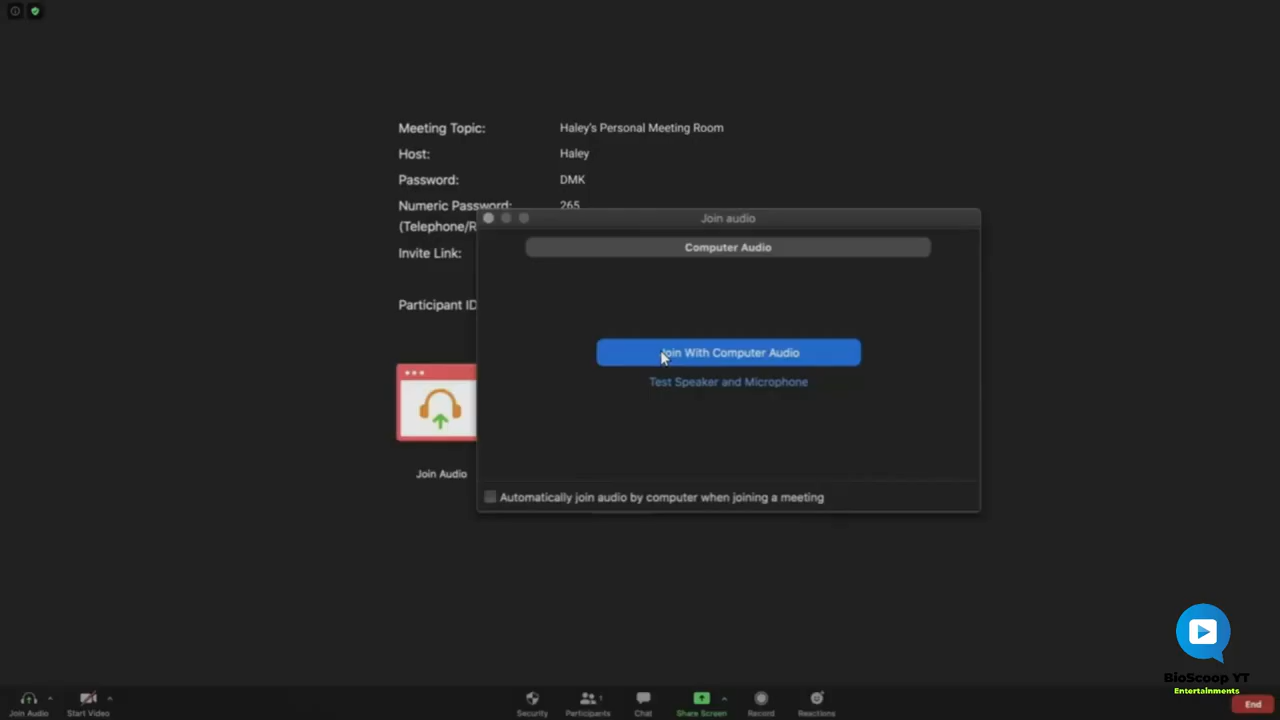 Meeting Topic: Haley's Personal Meeting Room
Host: Haley
Password: DMK
Numeric Password: 265
(Telephone/R
Invite Link:
Participant ID
Join audio
Computer Audio
Join With Computer Audio
Test Speaker and Microphone
Automatically join audio by computer when joining a meeting
Join Audio
BioScoop YT
Entertainments
Join Audio Start Video Security Participants 1 Chat Share Screen Record Reactions End